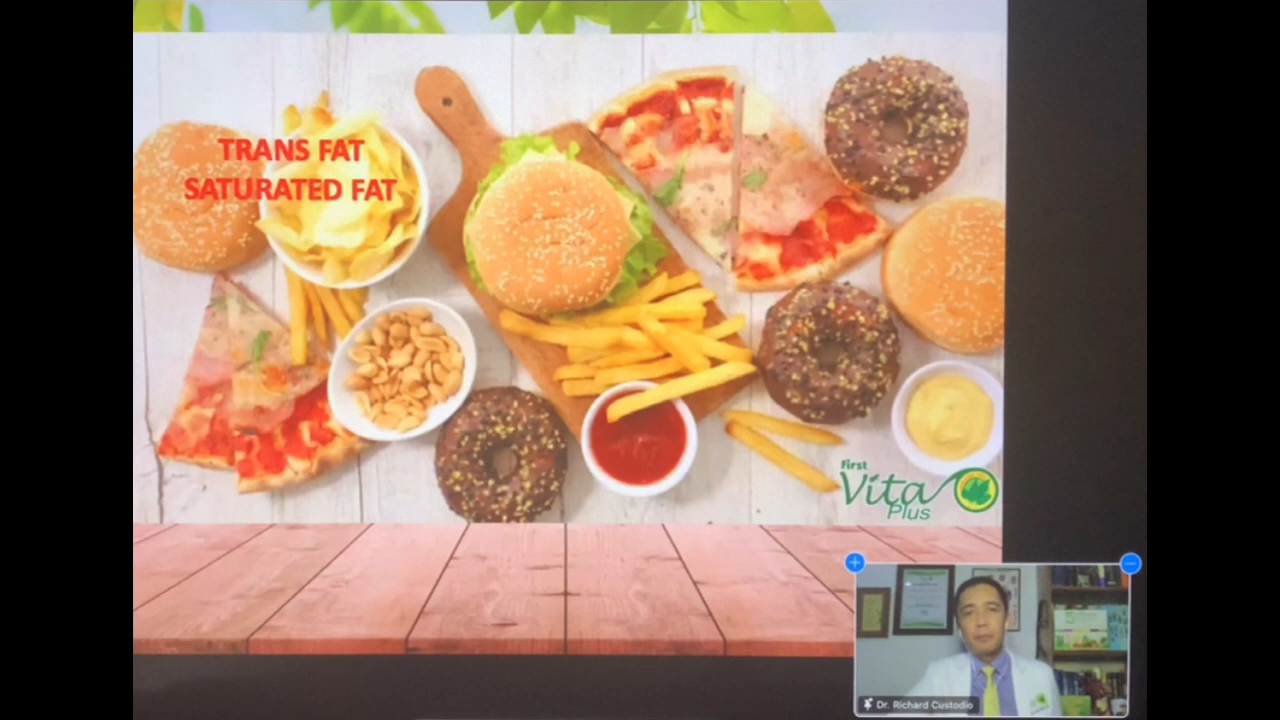 TRANS FAT
SATURATED FAT
First
Vita
Plus
Dr. Richard Custodio